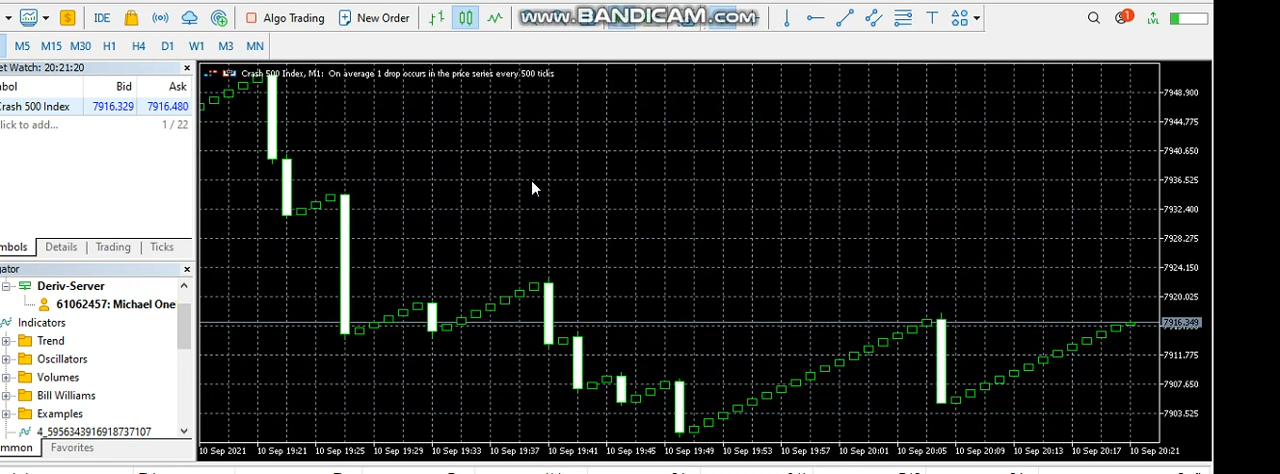 IDE Algo Trading New Order www.BANDICAM.com
1 LVL
M5 M15 M30 H1 H4 D1 W1 M3 MN
et Watch: 20:21:20
bol Bid Ask
Crash 500 Index 7916.329 7916.480
lick to add... 1 / 22
mbols Details Trading Ticks
gator
Deriv-Server
61062457: Michael One
Indicators
Trend
Oscillators
Volumes
Bill Williams
Examples
4_5956343916918737107
ommon Favorites
Crash 500 Index, M1: On average 1 drop occurs in the price series every 500 ticks
7948.900
7944.775
7940.650
7936.525
7932.400
7928.275
7924.150
7920.025
7916.349
7911.775
7907.650
7903.525
10 Sep 2021 10 Sep 19:21 10 Sep 19:25 10 Sep 19:29 10 Sep 19:33 10 Sep 19:37 10 Sep 19:41 10 Sep 19:45 10 Sep 19:49 10 Sep 19:53 10 Sep 19:57 10 Sep 20:01 10 Sep 20:05 10 Sep 20:09 10 Sep 20:13 10 Sep 20:17 10 Sep 20:21